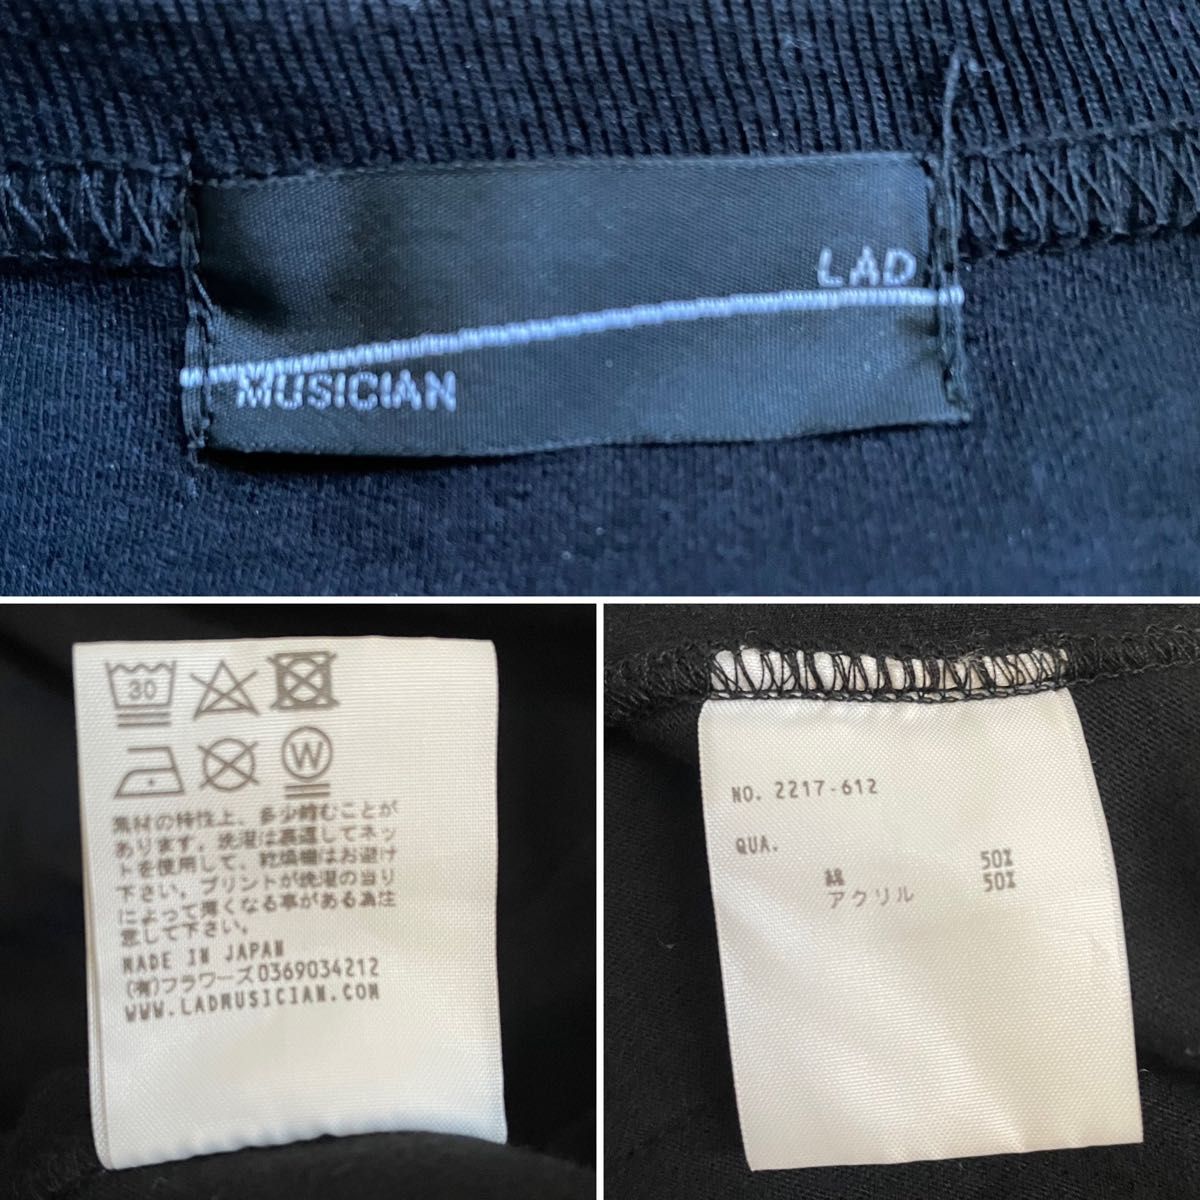 LAD
MUSICIAN
30
W
素材の特性上、多少縮むことが
あります。洗濯は裏返してネッ
トを使用して、乾燥機はお避け
下さい。プリントが洗濯の当り
によって薄くなる事がある為注
意して下さい。
MADE IN JAPAN
(有)フラワーズ0369034212
WWW.LADMUSICIAN.COM
NO. 2217-612
QUA.
綿 50%
アクリル 50%